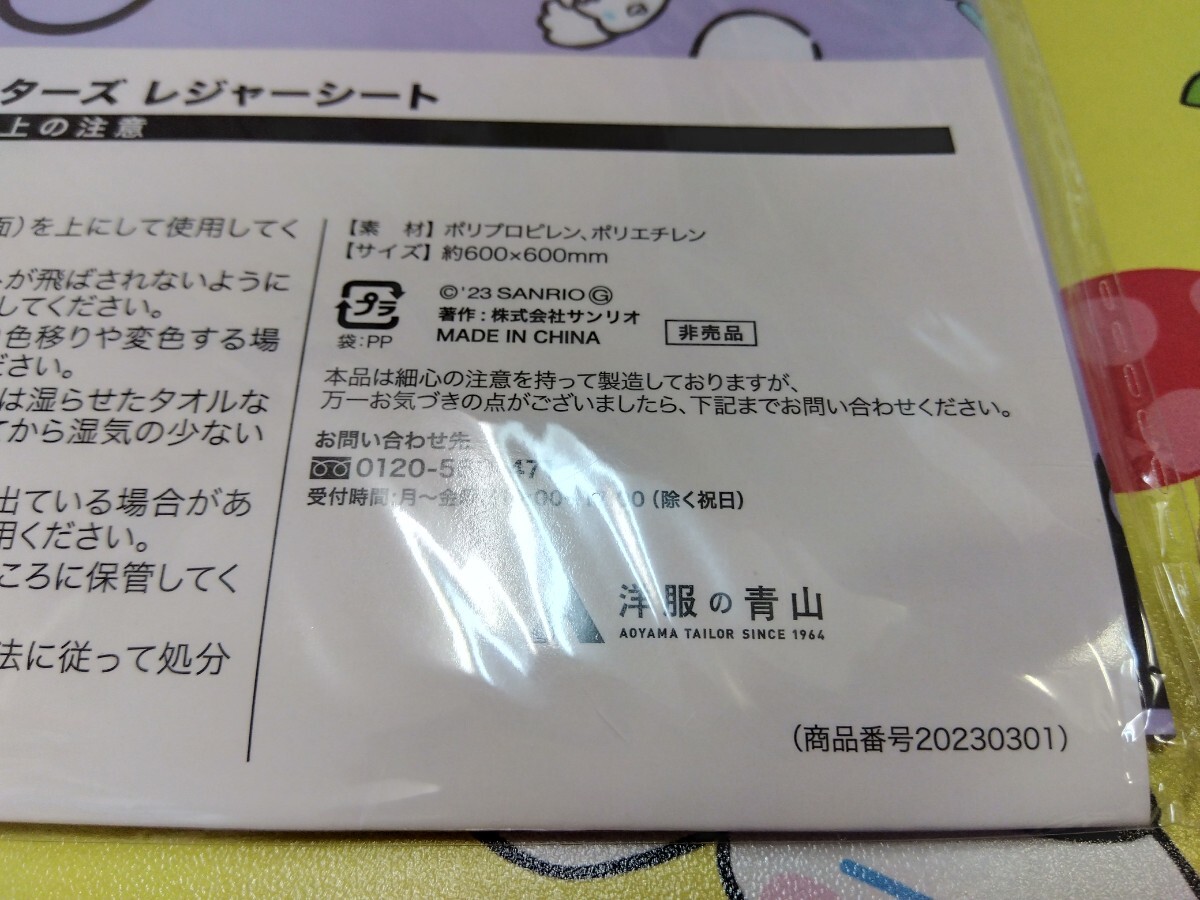 ターズ レジャーシート
上の注意
面)を上にして使用してく
が飛ばされないように
してください。
色移りや変色する場
ださい。
は湿らせたタオルな
てから湿気の少ない
出ている場合があ
用ください。
ころに保管してく
法に従って処分
【素 材】ポリプロピレン、ポリエチレン
【サイズ】約600×600mm
プラ
袋:PP
©'23 SANRIO Ⓖ
著作:株式会社サンリオ
MADE IN CHINA
非売品
本品は細心の注意を持って製造しておりますが、
万一お気づきの点がございましたら、下記までお問い合わせください。
お問い合わせ先
0120-5
受付時間:月〜金 (除く祝日)
洋服の青山
AOYAMA TAILOR SINCE 1964
(商品番号20230301)